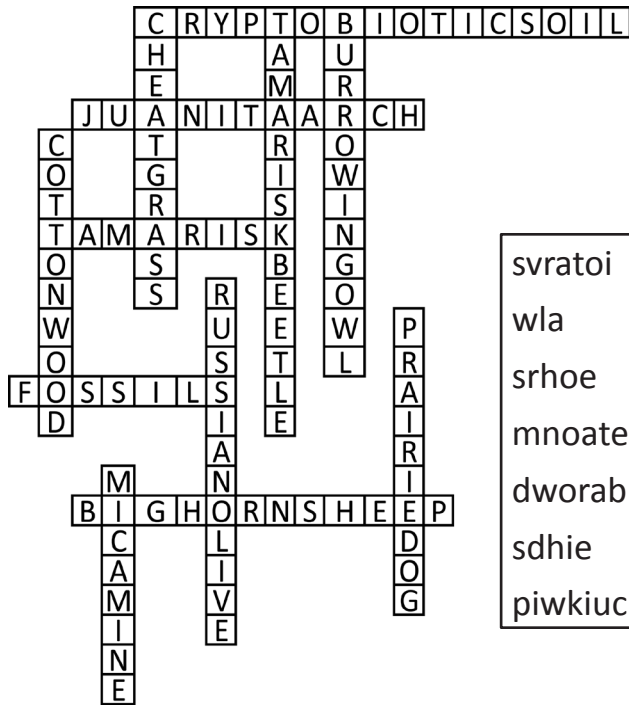 CRYPTOBIOTICSOIL
CHEATGRASS
TAMARISKBEETLE
BURROWINGOWL
JUANITAARCH
COTTONWOOD
TAMARISK
RUSSIANOLIVE
PRAIRIEDOG
FOSSILS
MICAMINE
BIGHORNSHEEP
svratoi
wla
srhoe
mnoate
dworab
sdhie
piwkiuc